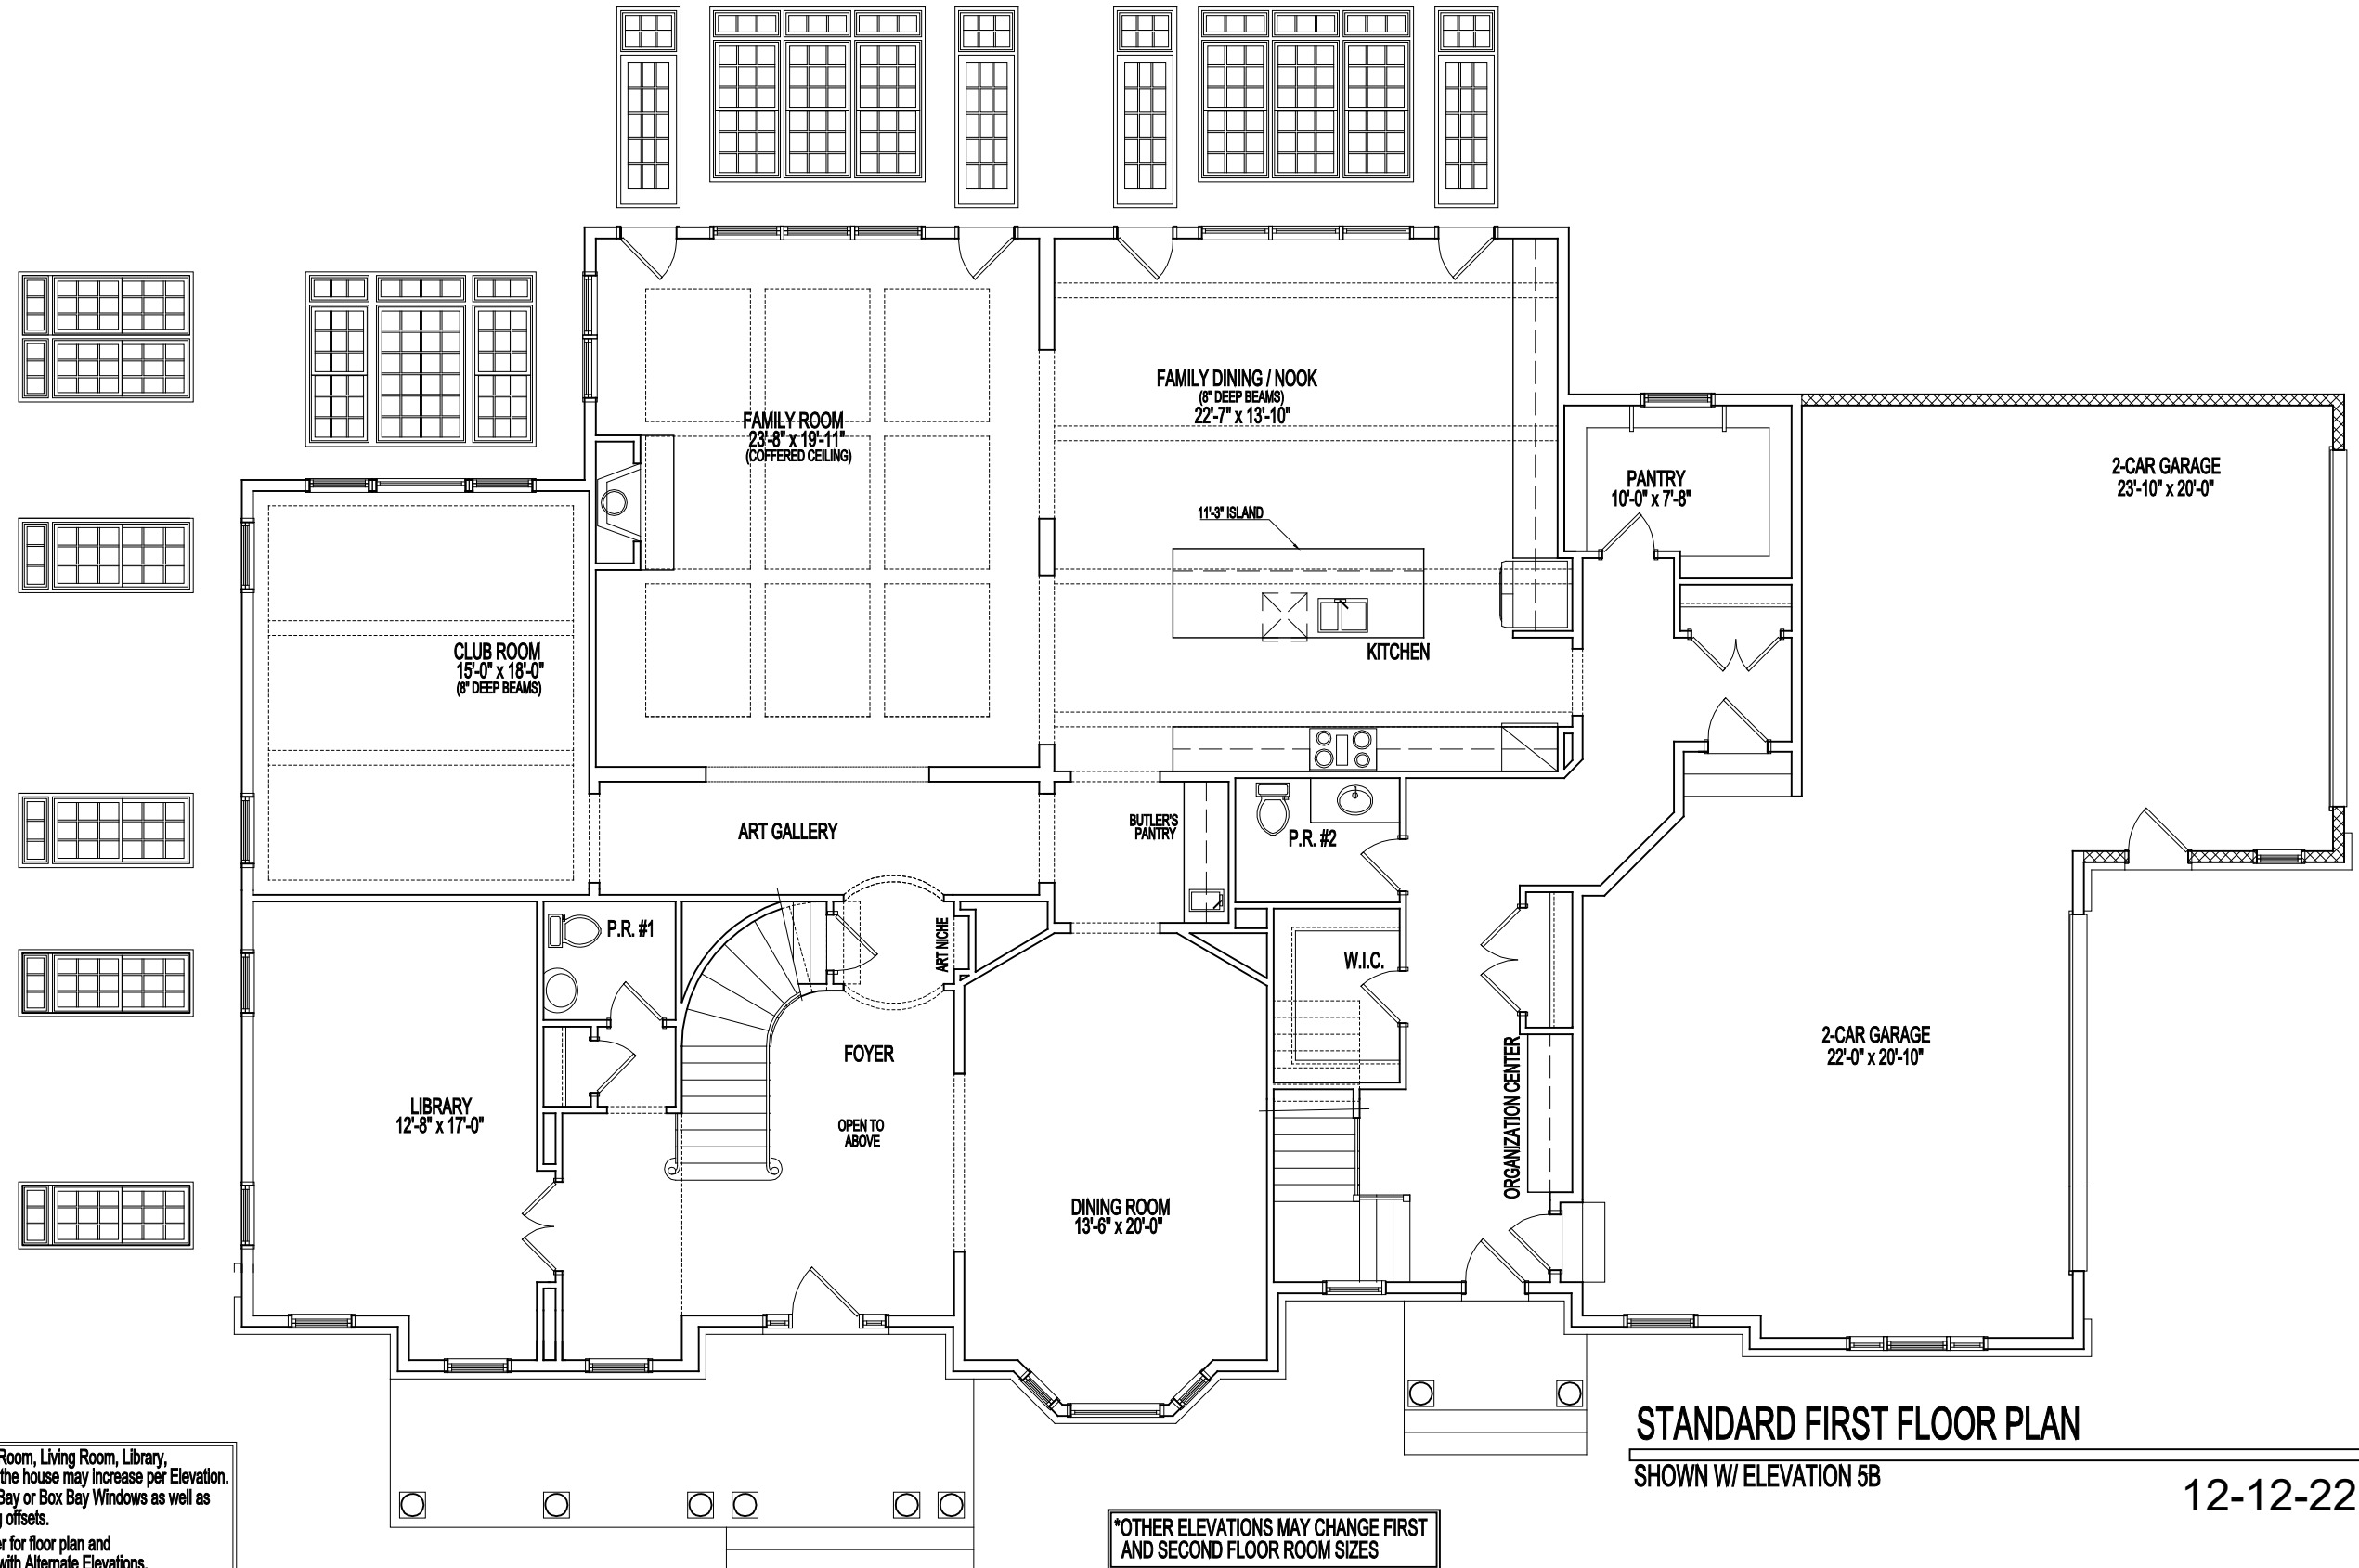 FAMILY DINING / NOOK
(8" DEEP BEAMS)
22'-7" x 13'-10"
FAMILY ROOM
23'-8" x 19'-11"
(COFFERED CEILING)
2-CAR GARAGE
23'-10" x 20'-0"
PANTRY
10'-0" x 7'-8"
11'-3" ISLAND
CLUB ROOM
15'-0" x 18'-0"
(8" DEEP BEAMS)
KITCHEN
ART GALLERY
BUTLER'S
PANTRY
P.R. #2
P.R. #1
ART NICHE
W.I.C.
FOYER
2-CAR GARAGE
22'-0" x 20'-10"
LIBRARY
12'-8" x 17'-0"
OPEN TO
ABOVE
ORGANIZATION CENTER
DINING ROOM
13'-6" x 20'-0"
STANDARD FIRST FLOOR PLAN
SHOWN W/ ELEVATION 5B
12-12-22
Room, Living Room, Library,
the house may increase per Elevation.
Bay or Box Bay Windows as well as
offsets.
for floor plan and
with Alternate Elevations.
*OTHER ELEVATIONS MAY CHANGE FIRST
AND SECOND FLOOR ROOM SIZES